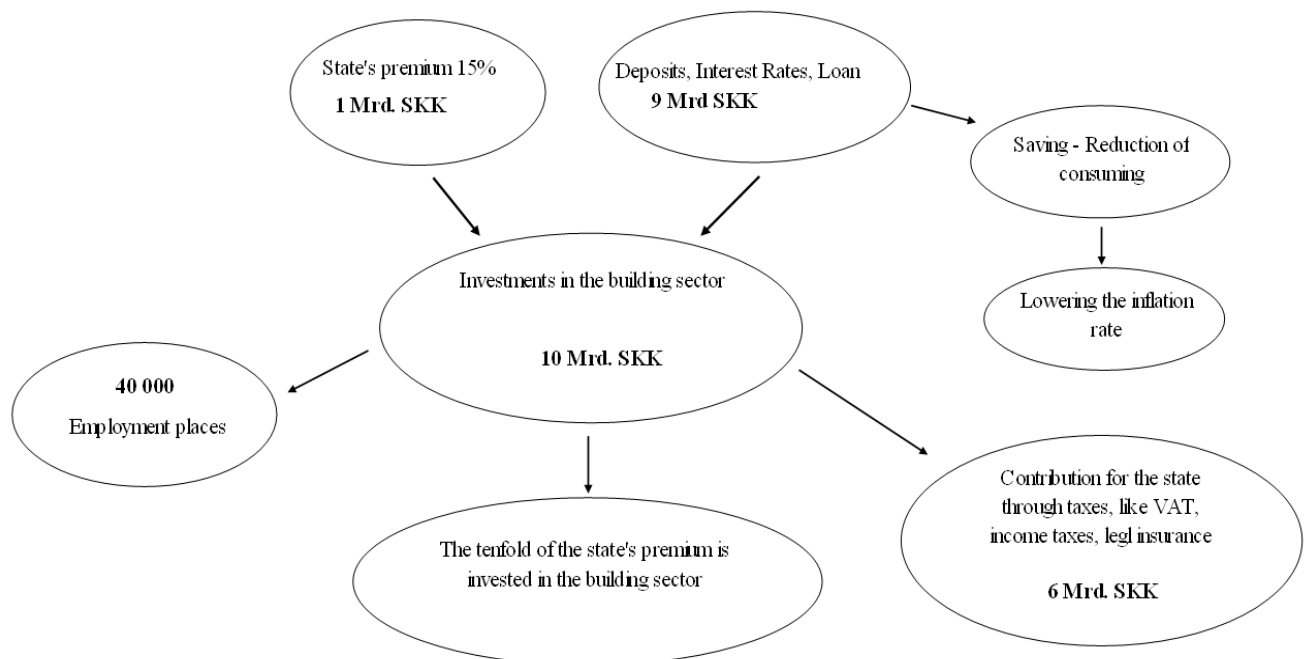 State's premium 15%
1 Mrd. SKK
Deposits, Interest Rates, Loan
9 Mrd SKK
Saving - Reduction of
consuming
Investments in the building sector
10 Mrd. SKK
Lowering the inflation
rate
40 000
Employment places
The tenfold of the state's premium is
invested in the building sector
Contribution for the state
through taxes, like VAT,
income taxes, legl insurance
6 Mrd. SKK